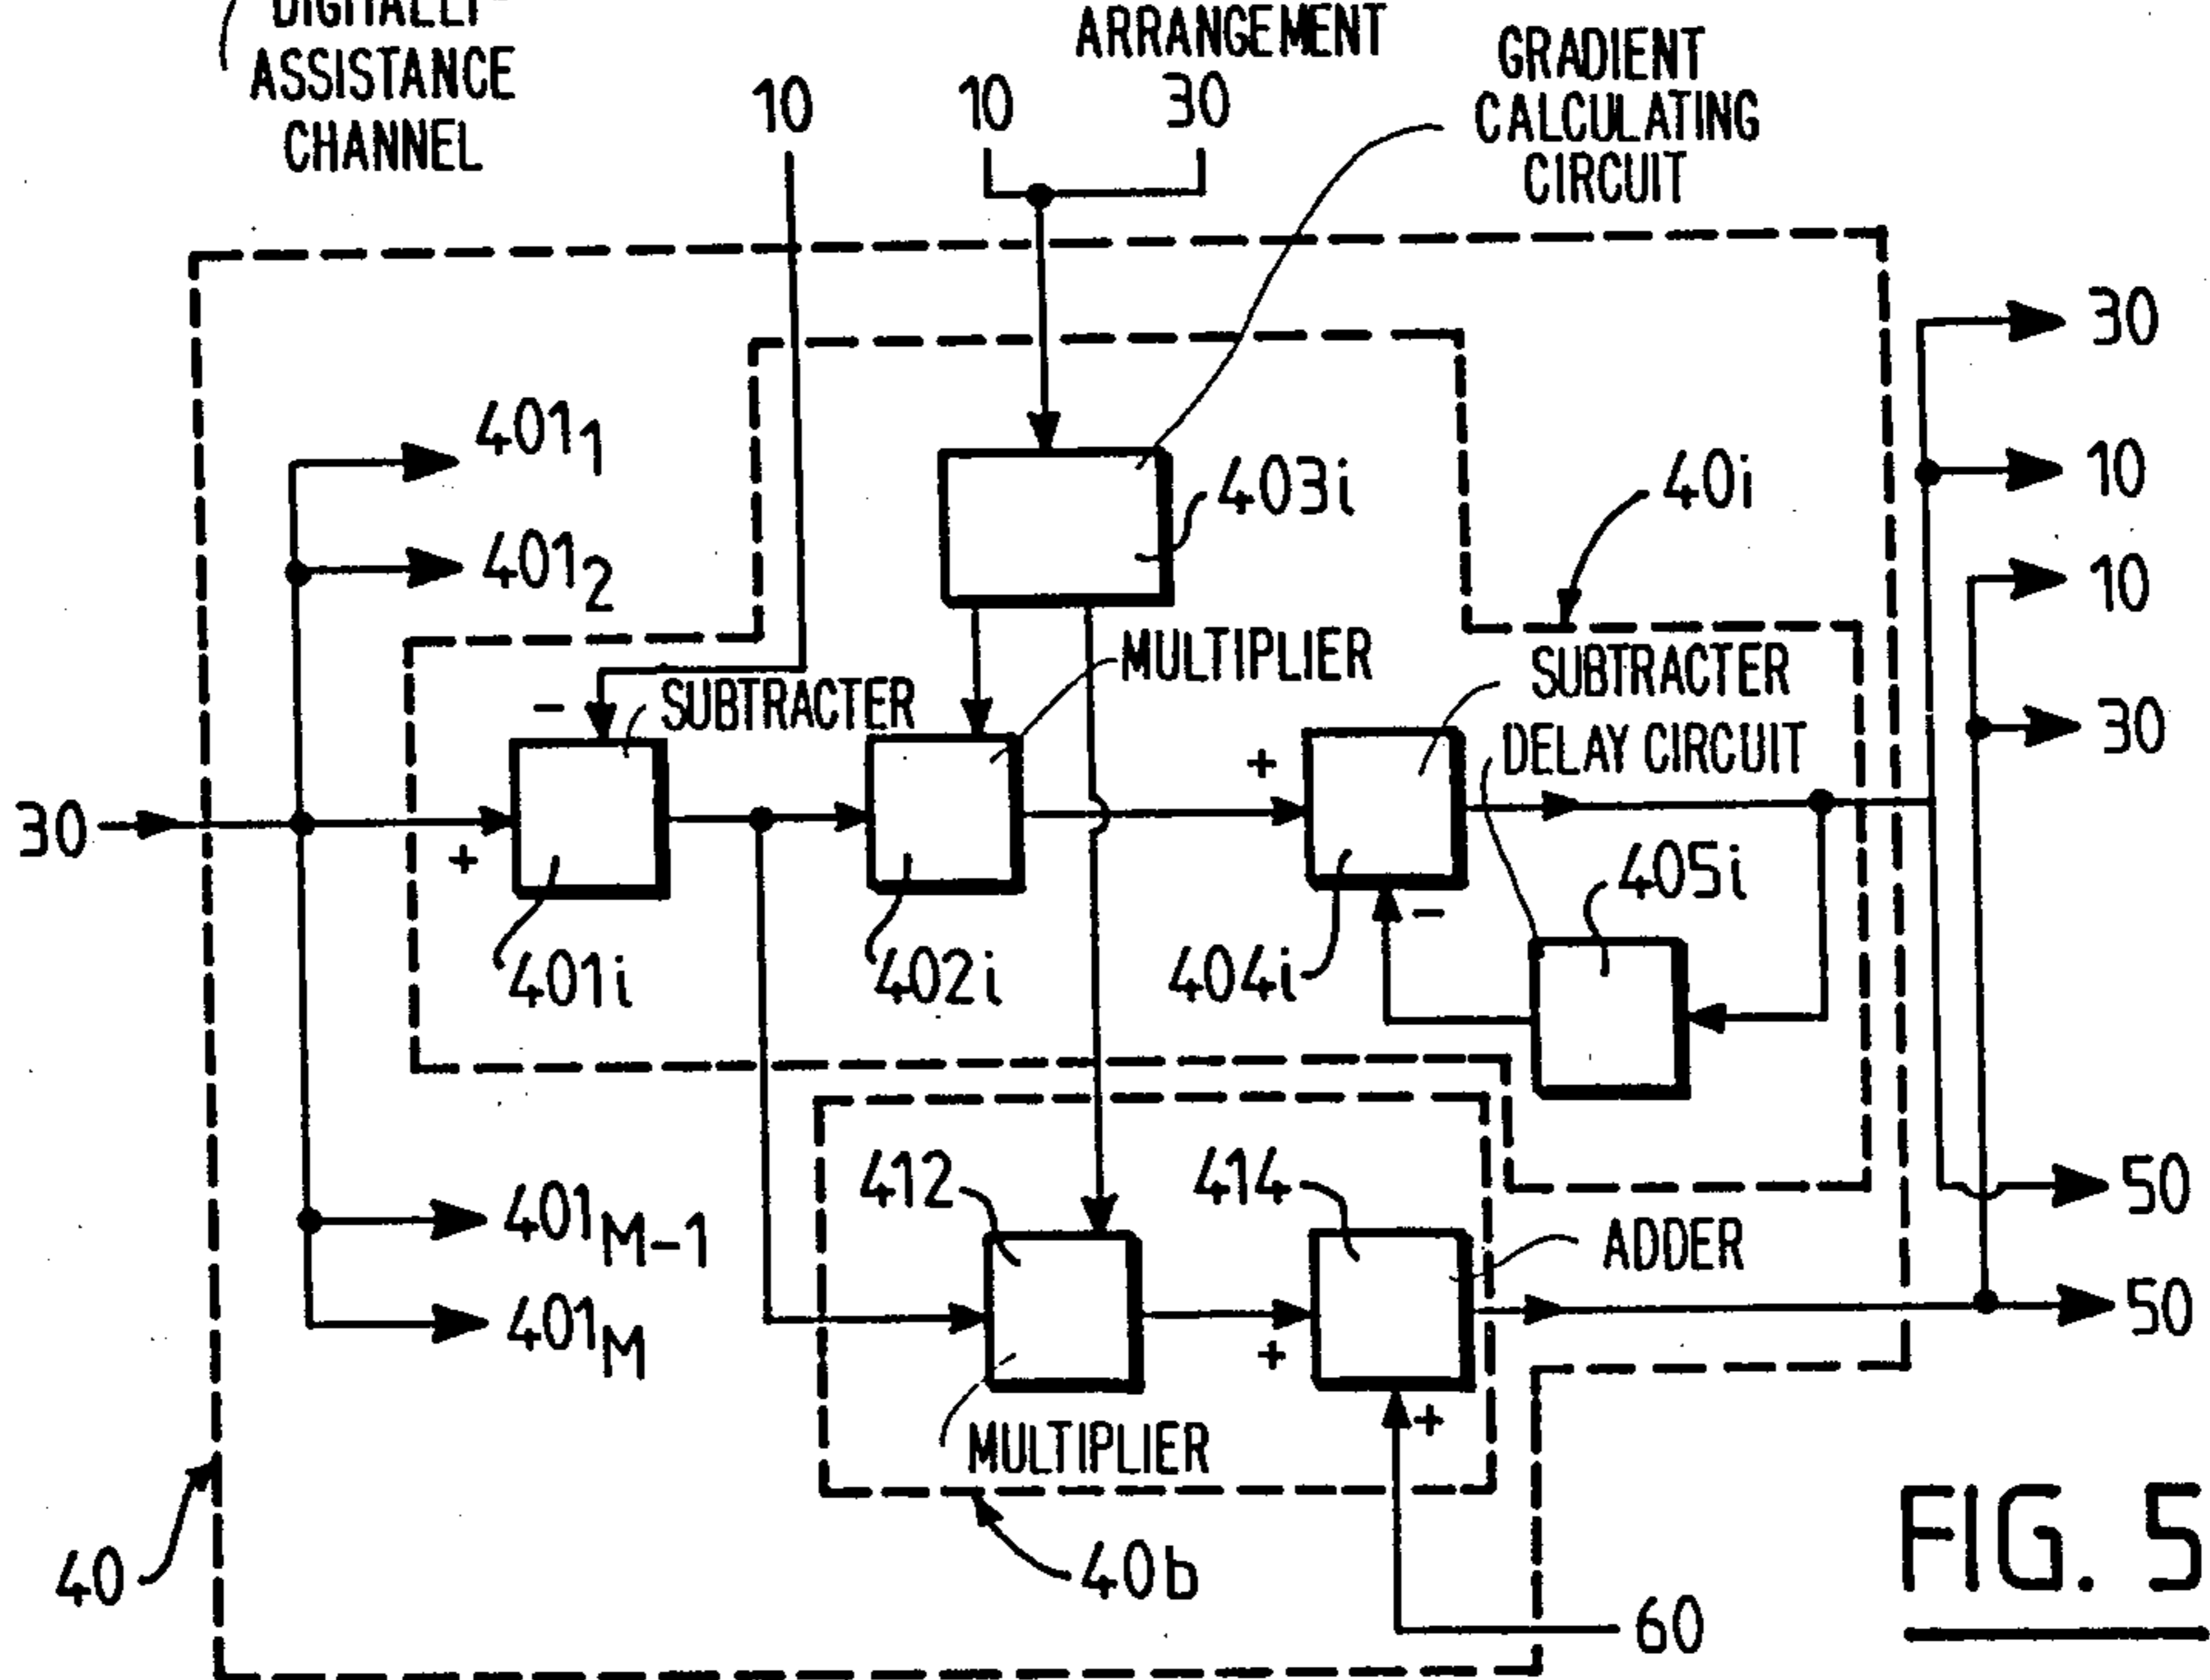 ASSISTANCE
CHANNEL
ARRANGEMENT
10
10
30
GRADIENT
CALCULATING
CIRCUIT
30
401₁
403i
40i
10
401₂
10
MULTIPLIER
SUBTRACTER
- SUBTRACTER
DELAY CIRCUIT
30
+
30
+
405i
-
401i
402i
404i
412
414
50
401M-1
ADDER
401M
50
+
+
MULTIPLIER
40
40b
60
FIG. 5